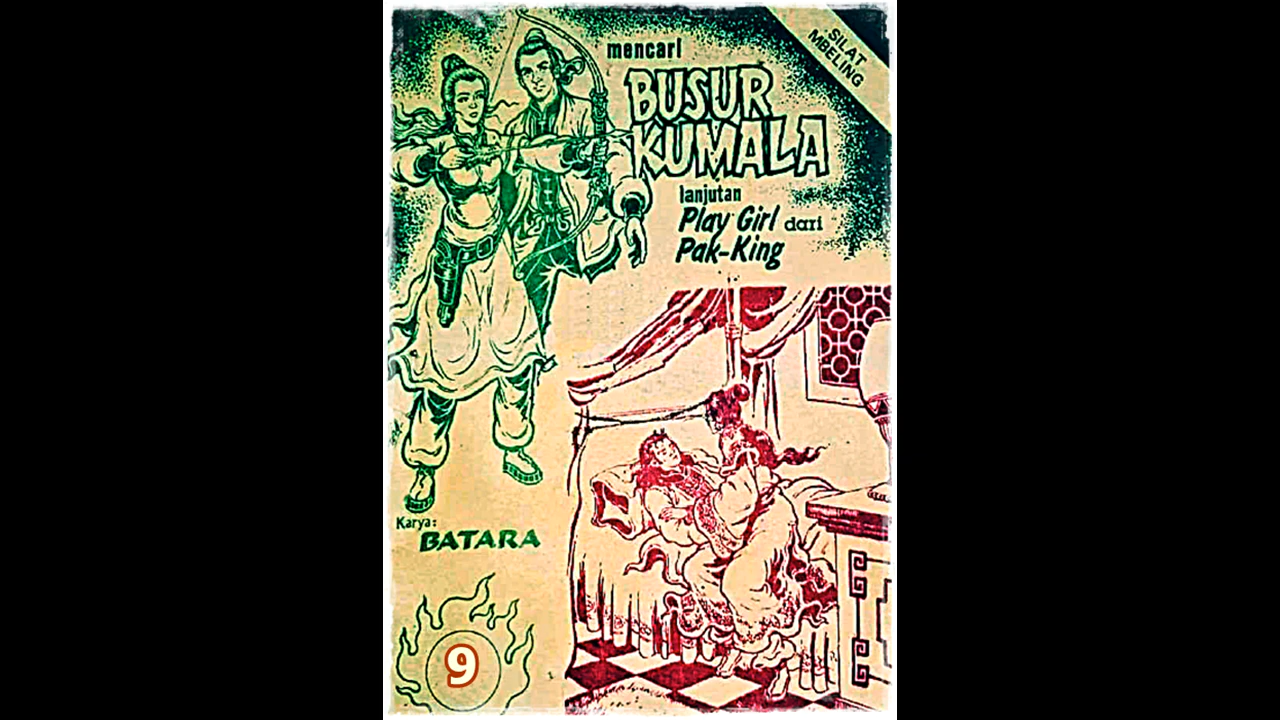 SILAT
MBELING
mencari
BUSUR
KUMALA
lanjutan
Play Girl dari
Pak-King
Karya:
BATARA
9